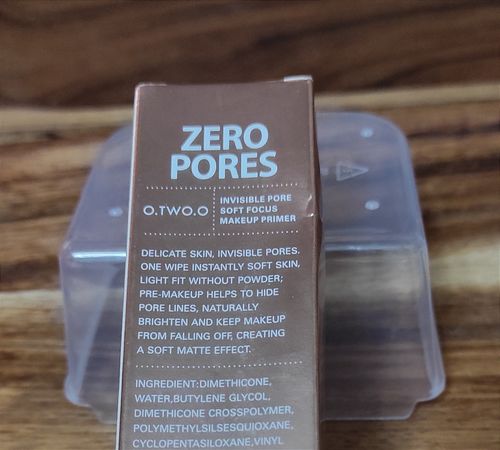 ZERO
PORES
O.TWO.O
INVISIBLE PORE
SOFT FOCUS
MAKEUP PRIMER
DELICATE SKIN, INVISIBLE PORES.
ONE WIPE INSTANTLY SOFT SKIN,
LIGHT FIT WITHOUT POWDER;
PRE-MAKEUP HELPS TO HIDE
PORE LINES, NATURALLY
BRIGHTEN AND KEEP MAKEUP
FROM FALLING OFF, CREATING
A SOFT MATTE EFFECT.
INGREDIENT:DIMETHICONE,
WATER,BUTYLENE GLYCOL,
DIMETHICONE CROSSPOLYMER,
POLYMETHYLSILSESQUIOXANE,
CYCLOPENTASILOXANE,VINYL